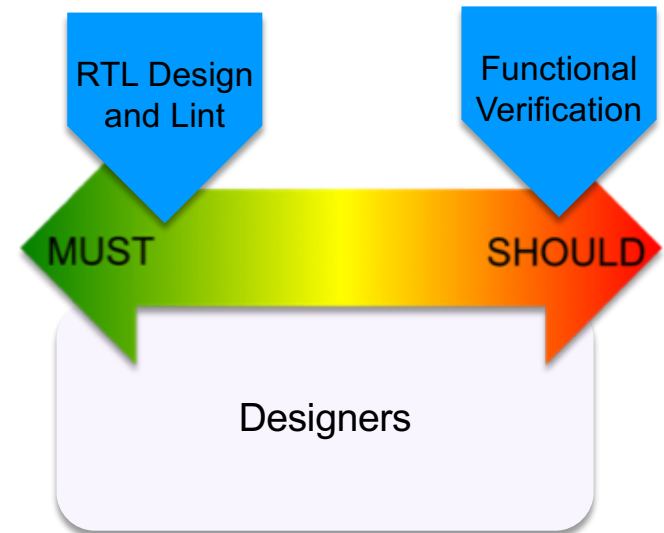 RTL Design
and Lint
Functional
Verification
MUST
SHOULD
Designers